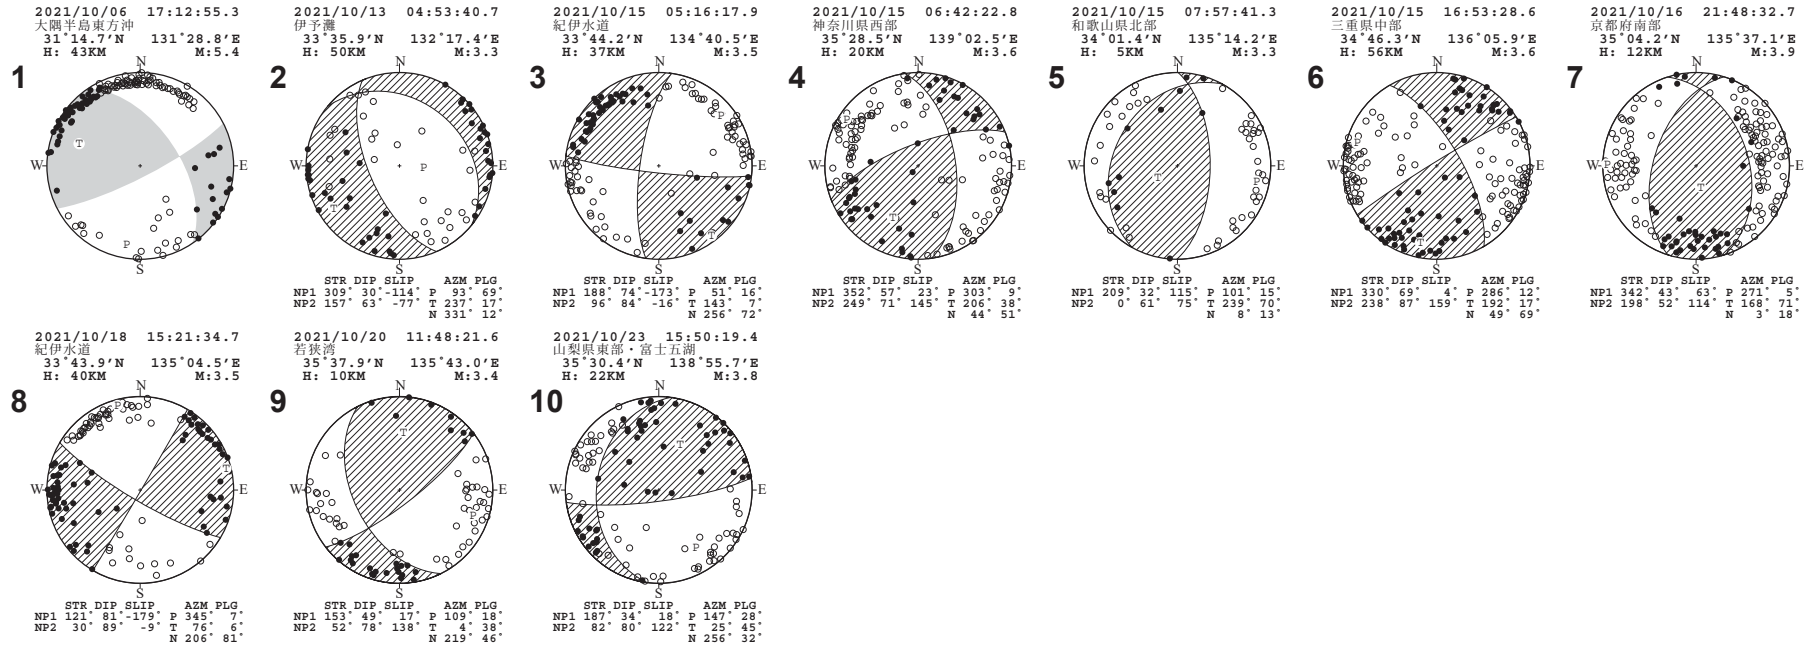 2021/10/06 17:12:55.3
大隅半島東方沖
31°14.7'N 131°28.8'E
H: 43KM M:5.4
1
N
W
E
S
T
P
2021/10/13 04:53:40.7
伊予灘
33°35.9'N 132°17.4'E
H: 50KM M:3.3
2
N
W
E
S
P
T
STR DIP SLIP AZM PLG
NP1 309° 30°-114° P 93° 69°
NP2 157° 63° -77° T 237° 17°
N 331° 12°
2021/10/15 05:16:17.9
紀伊水道
33°44.2'N 134°40.5'E
H: 37KM M:3.5
3
N
W
E
S
P
T
STR DIP SLIP AZM PLG
NP1 188° 74°-173° P 51° 16°
NP2 96° 84° -16° T 143° 7°
N 256° 72°
2021/10/15 06:42:22.8
神奈川県西部
35°28.5'N 139°02.5'E
H: 20KM M:3.6
4
N
W
E
S
P
T
STR DIP SLIP AZM PLG
NP1 352° 57° 23° P 303° 9°
NP2 249° 71° 145° T 206° 38°
N 44° 51°
2021/10/15 07:57:41.3
和歌山県北部
34°01.4'N 135°14.2'E
H: 5KM M:3.3
5
N
W
E
S
T
P
STR DIP SLIP AZM PLG
NP1 209° 32° 115° P 101° 15°
NP2 0° 61° 75° T 239° 70°
N 8° 13°
2021/10/15 16:53:28.6
三重県中部
34°46.3'N 136°05.9'E
H: 56KM M:3.6
6
N
W
E
S
P
T
STR DIP SLIP AZM PLG
NP1 330° 69° 4° P 286° 12°
NP2 238° 87° 159° T 192° 17°
N 49° 69°
2021/10/16 21:48:32.7
京都府南部
35°04.2'N 135°37.1'E
H: 12KM M:3.9
7
N
W
E
S
P
T
STR DIP SLIP AZM PLG
NP1 342° 43° 63° P 271° 5°
NP2 198° 52° 114° T 168° 71°
N 3° 18°
2021/10/18 15:21:34.7
紀伊水道
33°43.9'N 135°04.5'E
H: 40KM M:3.5
8
N
W
E
S
P
T
STR DIP SLIP AZM PLG
NP1 121° 81°-179° P 345° 7°
NP2 30° 89° -9° T 76° 6°
N 206° 81°
2021/10/20 11:48:21.6
若狭湾
35°37.9'N 135°43.0'E
H: 10KM M:3.4
9
N
W
E
S
T
P
STR DIP SLIP AZM PLG
NP1 153° 49° 17° P 109° 18°
NP2 52° 78° 138° T 4° 38°
N 219° 46°
2021/10/23 15:50:19.4
山梨県東部・富士五湖
35°30.4'N 138°55.7'E
H: 22KM M:3.8
10
N
W
E
S
T
P
STR DIP SLIP AZM PLG
NP1 187° 34° 18° P 147° 28°
NP2 82° 80° 122° T 25° 45°
N 256° 32°